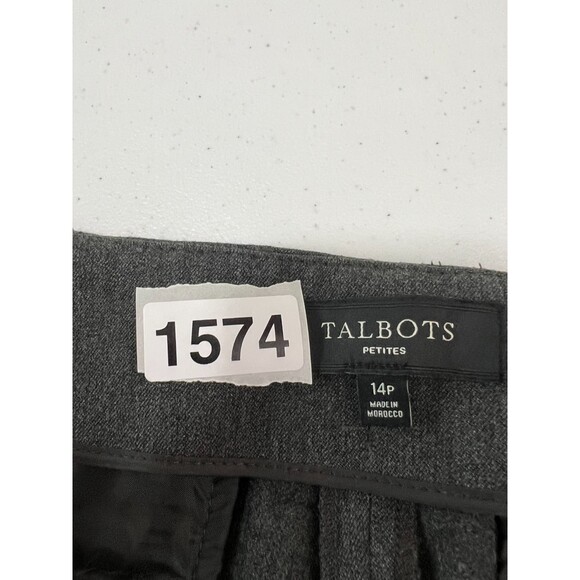 1574
TALBOTS
PETITES
14P
MADE IN
MOROCCO